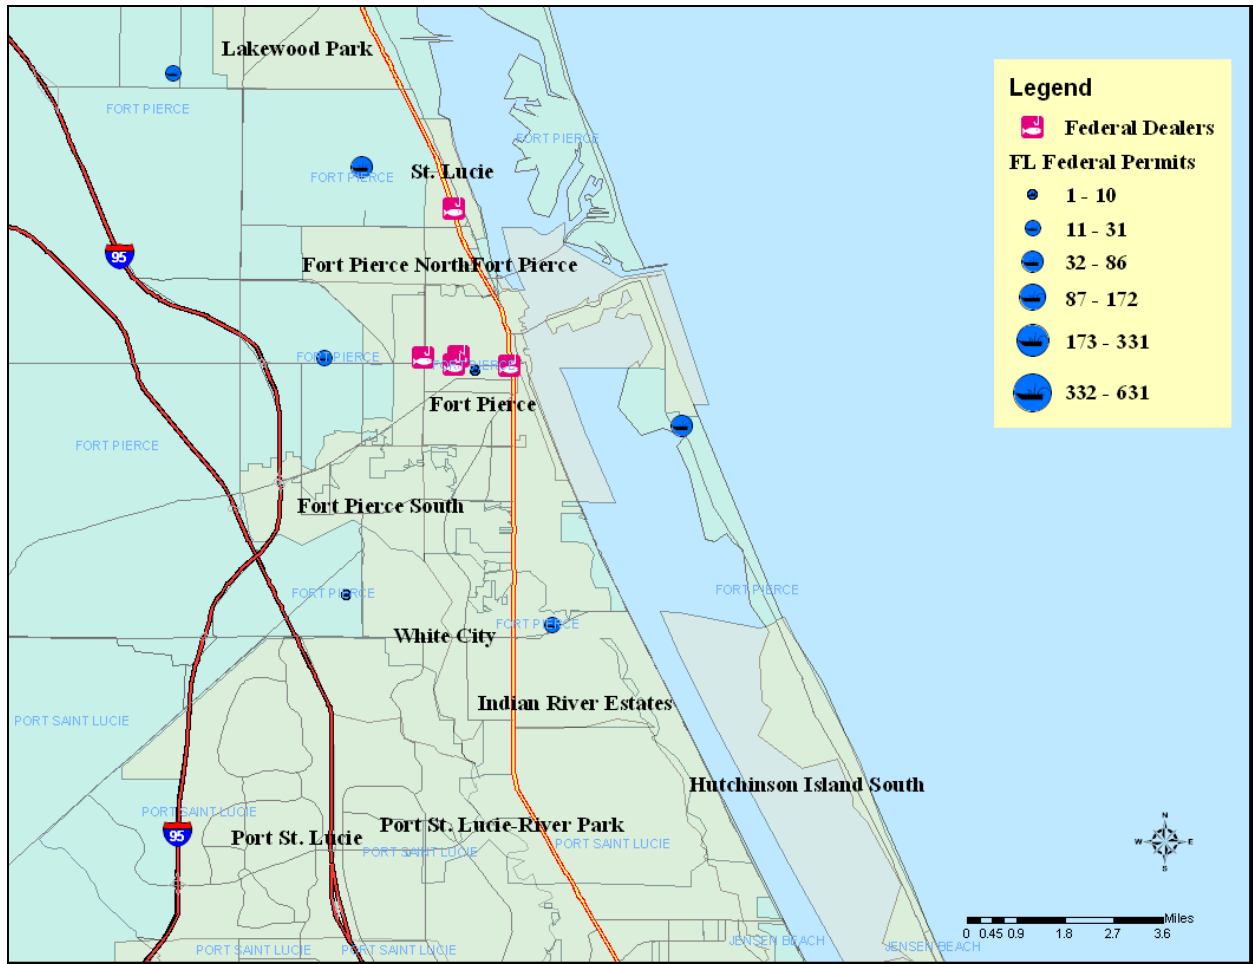 Lakewood Park
FORT PIERCE
FORT PIERCE
FORT PIERCE
St. Lucie
95
Fort Pierce North
Fort Pierce
FORT PIERCE
FORT PIERCE
Fort Pierce
FORT PIERCE
Fort Pierce South
FORT PIERCE
FORT PIERCE
FORT PIERCE
White City
Indian River Estates
PORT SAINT LUCIE
Hutchinson Island South
PORT SAINT LUCIE
95
Port St. Lucie
Port St. Lucie-River Park
PORT SAINT LUCIE
PORT SAINT LUCIE
PORT SAINT LUCIE
PORT SAINT LUCIE
JENSEN BEACH
JENSEN BEACH
Legend
Federal Dealers
FL Federal Permits
1 - 10
11 - 31
32 - 86
87 - 172
173 - 331
332 - 631
N
W E
S
Miles
0 0.45 0.9 1.8 2.7 3.6